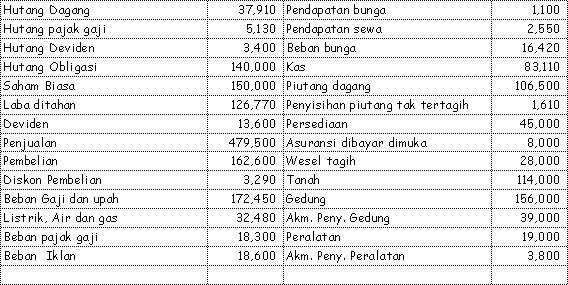 Hutang Dagang 37,910 Pendapatan bunga 1,100
Hutang pajak gaji 5,130 Pendapatan sewa 2,550
Hutang Deviden 3,400 Beban bunga 16,420
Hutang Obligasi 140,000 Kas 83,110
Saham Biasa 150,000 Piutang dagang 106,500
Laba ditahan 126,770 Penyisihan piutang tak tertagih 1,610
Deviden 13,600 Persediaan 45,000
Penjualan 479,500 Asuransi dibayar dimuka 8,000
Pembelian 162,600 Wesel tagih 28,000
Diskon Pembelian 3,290 Tanah 114,000
Beban Gaji dan upah 172,450 Gedung 156,000
Listrik, Air dan gas 32,480 Akm. Peny. Gedung 39,000
Beban pajak gaji 18,300 Peralatan 19,000
Beban Iklan 18,600 Akm. Peny. Peralatan 3,800